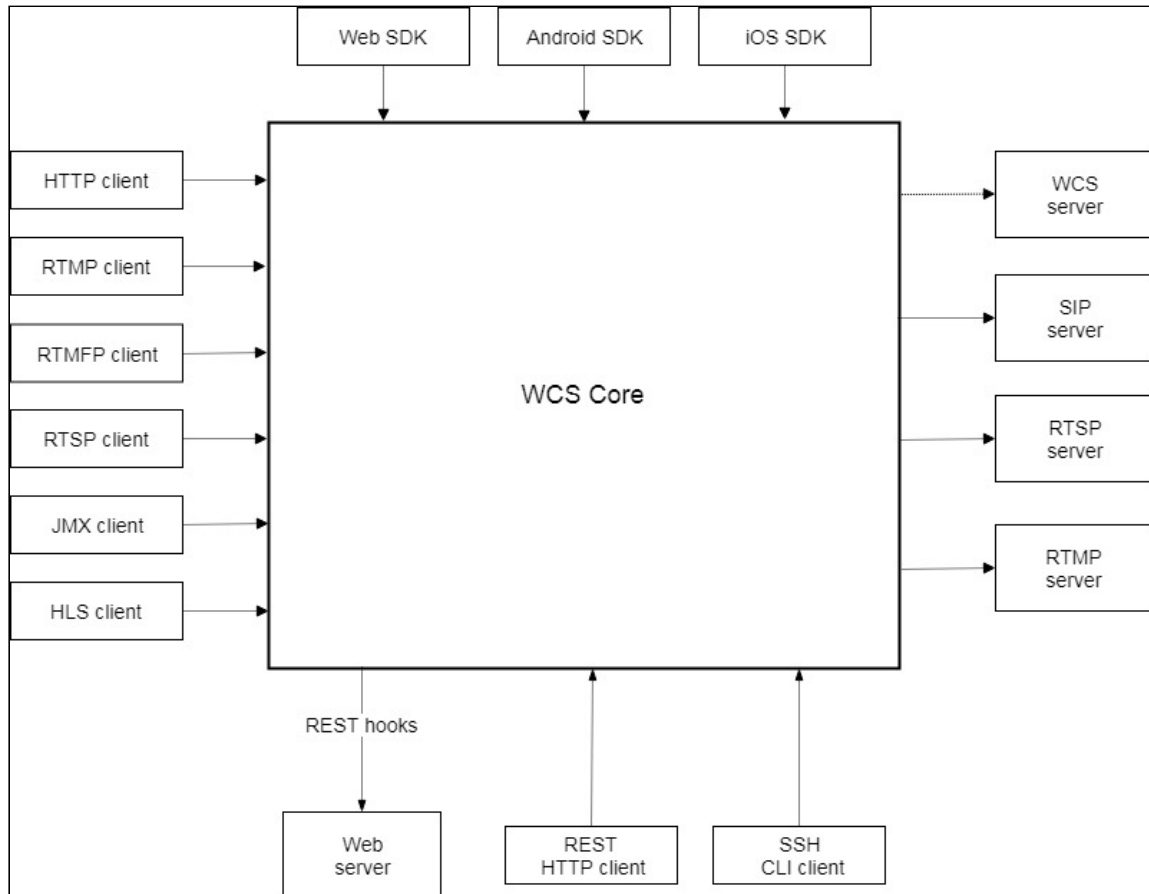 Web SDK
Android SDK
iOS SDK
HTTP client
RTMP client
RTMFP client
RTSP client
JMX client
HLS client
WCS Core
WCS
server
SIP
server
RTSP
server
RTMP
server
REST hooks
Web
server
REST
HTTP client
SSH
CLI client